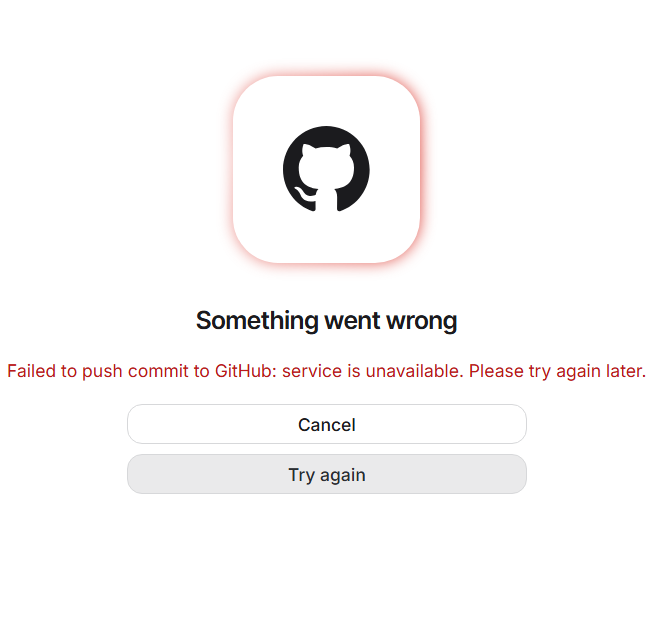 Something went wrong
Failed to push commit to GitHub: service is unavailable. Please try again later.
Cancel
Try again